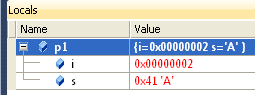 Locals
Name Value
p1 {i=0x00000002 s='A' }
i 0x00000002
s 0x41 'A'